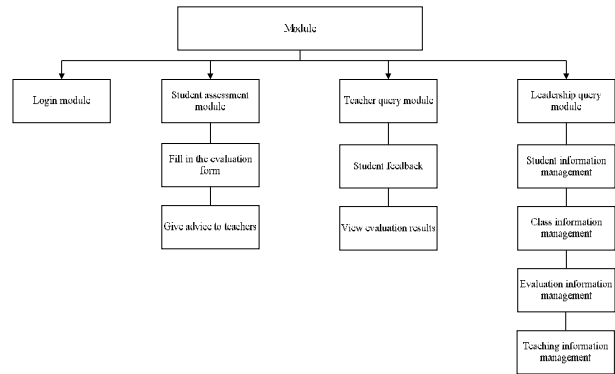 Module
Login module
Student assessment
module
Teacher query module
Leadership query
module
Fill in the evaluation
form
Student feedback
Student information
management
Give advice to teachers
View evaluation results
Class information
management
Evaluation information
management
Teaching information
management